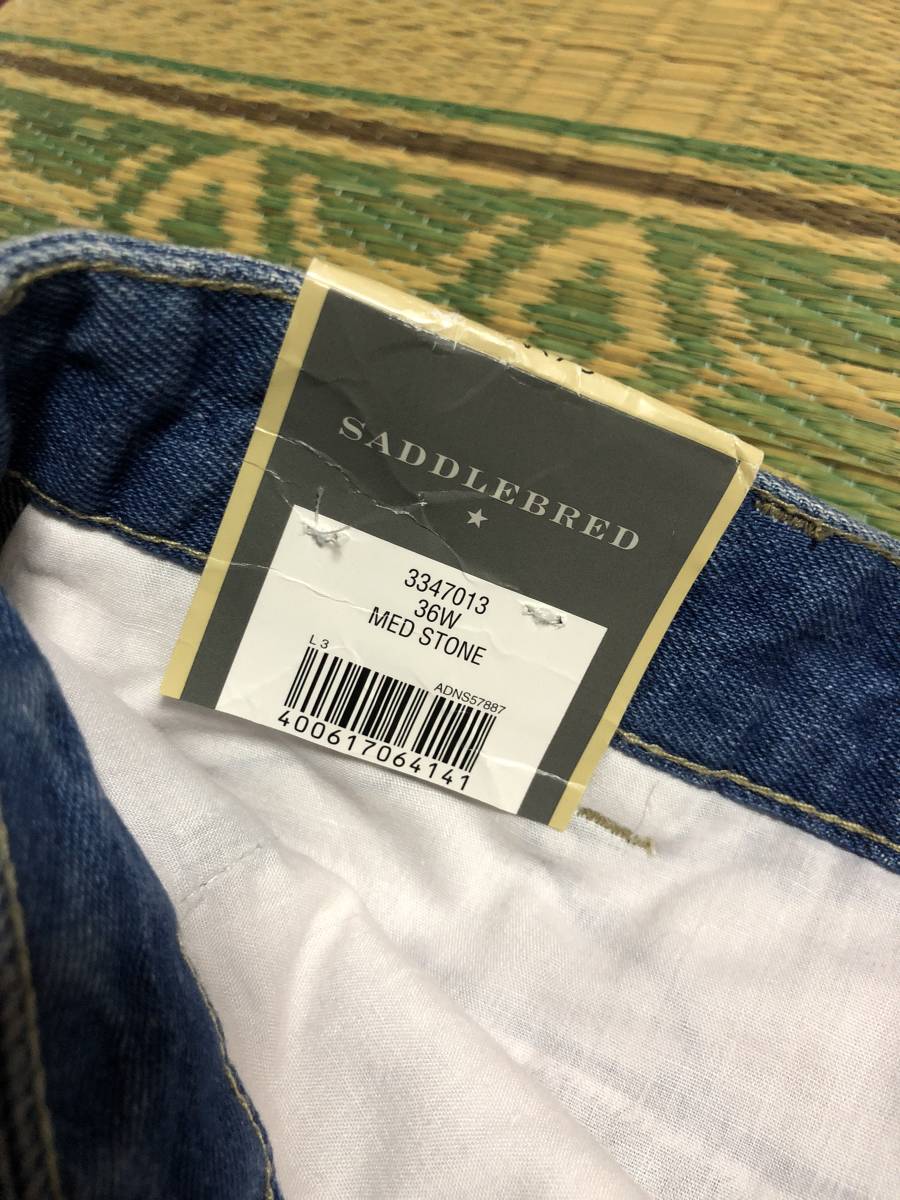 SADDLEBRED
3347013
36W
MED STONE
L 3
ADNS57887
400617064141